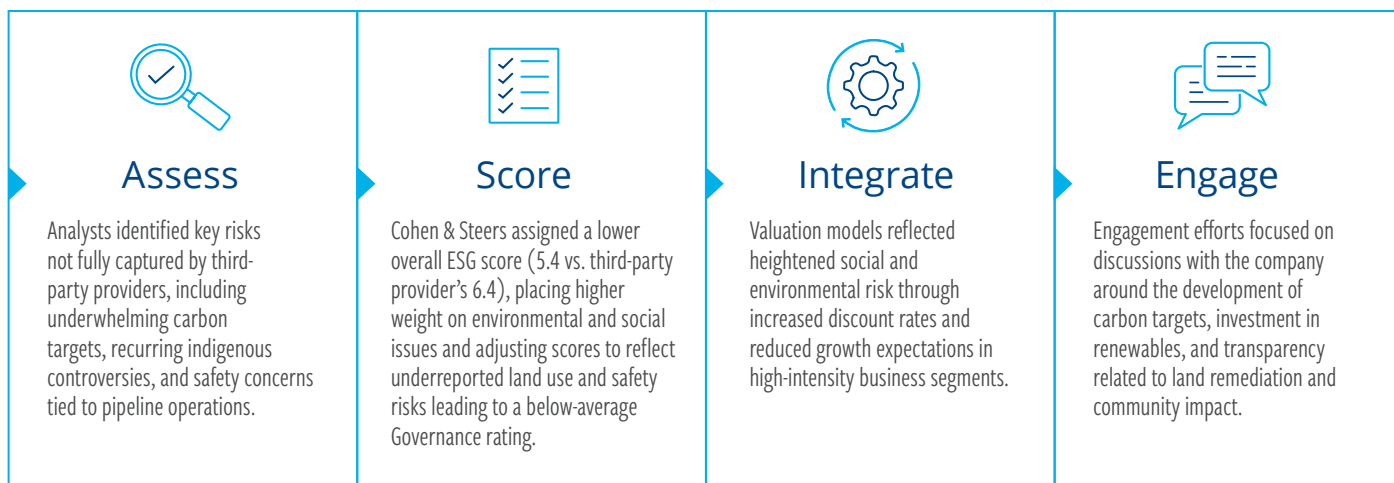 Assess
Analysts identified key risks
not fully captured by third-
party providers, including
underwhelming carbon
targets, recurring indigenous
controversies, and safety concerns
tied to pipeline operations.
Score
Cohen & Steers assigned a lower
overall ESG score (5.4 vs. third-party
provider’s 6.4), placing higher
weight on environmental and social
issues and adjusting scores to reflect
underreported land use and safety
risks leading to a below-average
Governance rating.
Integrate
Valuation models reflected
heightened social and
environmental risk through
increased discount rates and
reduced growth expectations in
high-intensity business segments.
Engage
Engagement efforts focused on
discussions with the company
around the development of
carbon targets, investment in
renewables, and transparency
related to land remediation and
community impact.